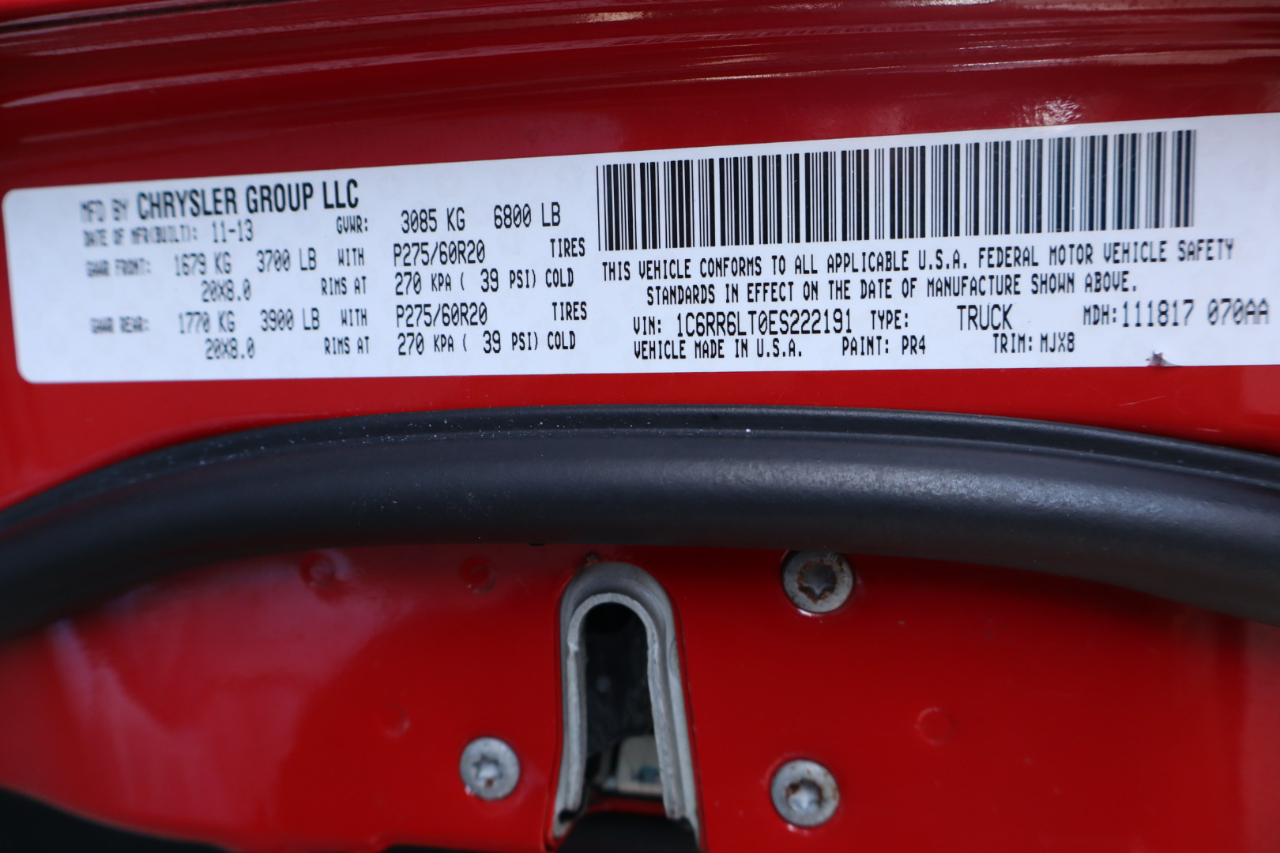 MFD BY CHRYSLER GROUP LLC
DATE OF MFR(BUILT): 11-13 GVWR: 3085 KG 6800 LB
GAWR FRONT: 1679 KG 3700 LB WITH P275/60R20 TIRES
20X8.0 RIMS AT 270 KPA ( 39 PSI) COLD
GAWR REAR: 1770 KG 3900 LB WITH P275/60R20 TIRES
20X8.0 RIMS AT 270 KPA ( 39 PSI) COLD
THIS VEHICLE CONFORMS TO ALL APPLICABLE U.S.A. FEDERAL MOTOR VEHICLE SAFETY
STANDARDS IN EFFECT ON THE DATE OF MANUFACTURE SHOWN ABOVE.
VIN: 1C6RR6LT0ES222191 TYPE: TRUCK MDH: 111817 070AA
VEHICLE MADE IN U.S.A. PAINT: PR4 TRIM: MJX8